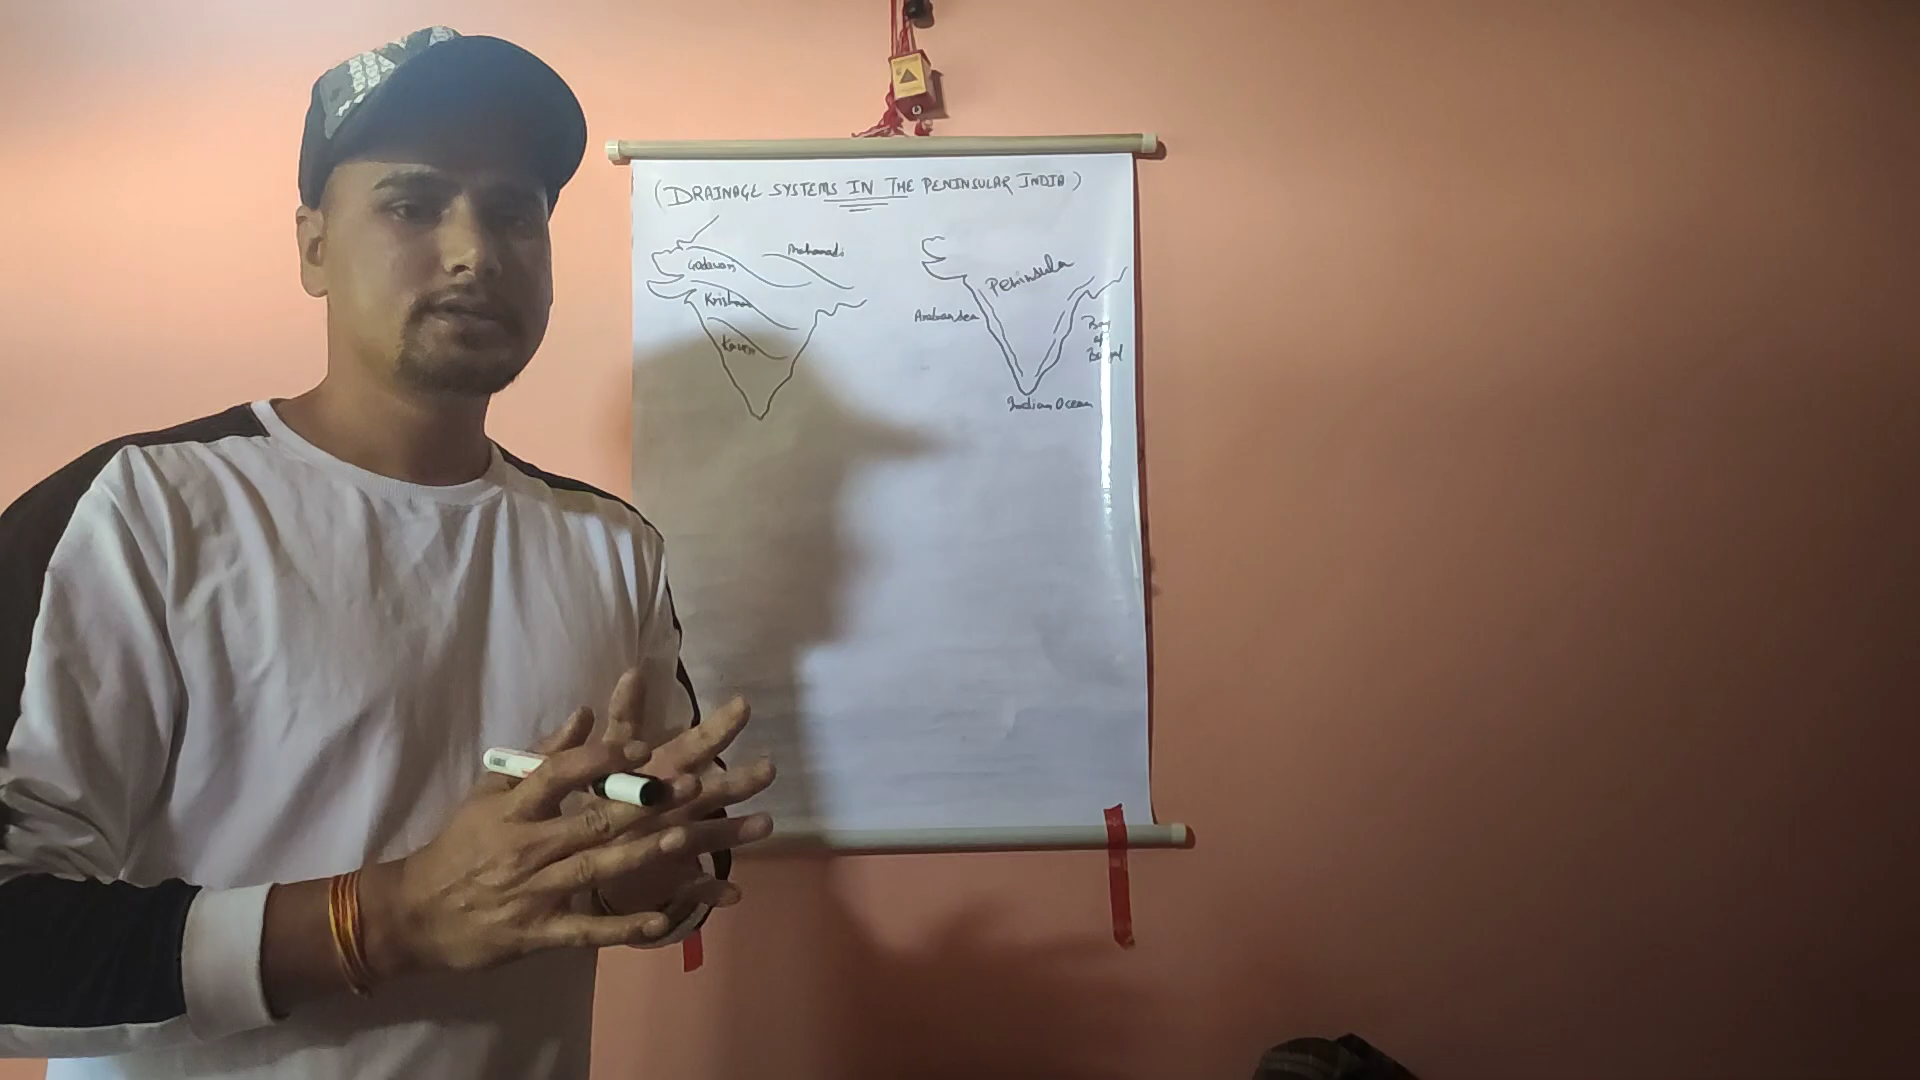 (DRAINAGE SYSTEMS IN THE PENINSULAR INDIA)
Mahanadi
Godavari
Krishna
Kaveri
Peninsula
Arabian Sea
Bay
of
Bengal
Indian Ocean